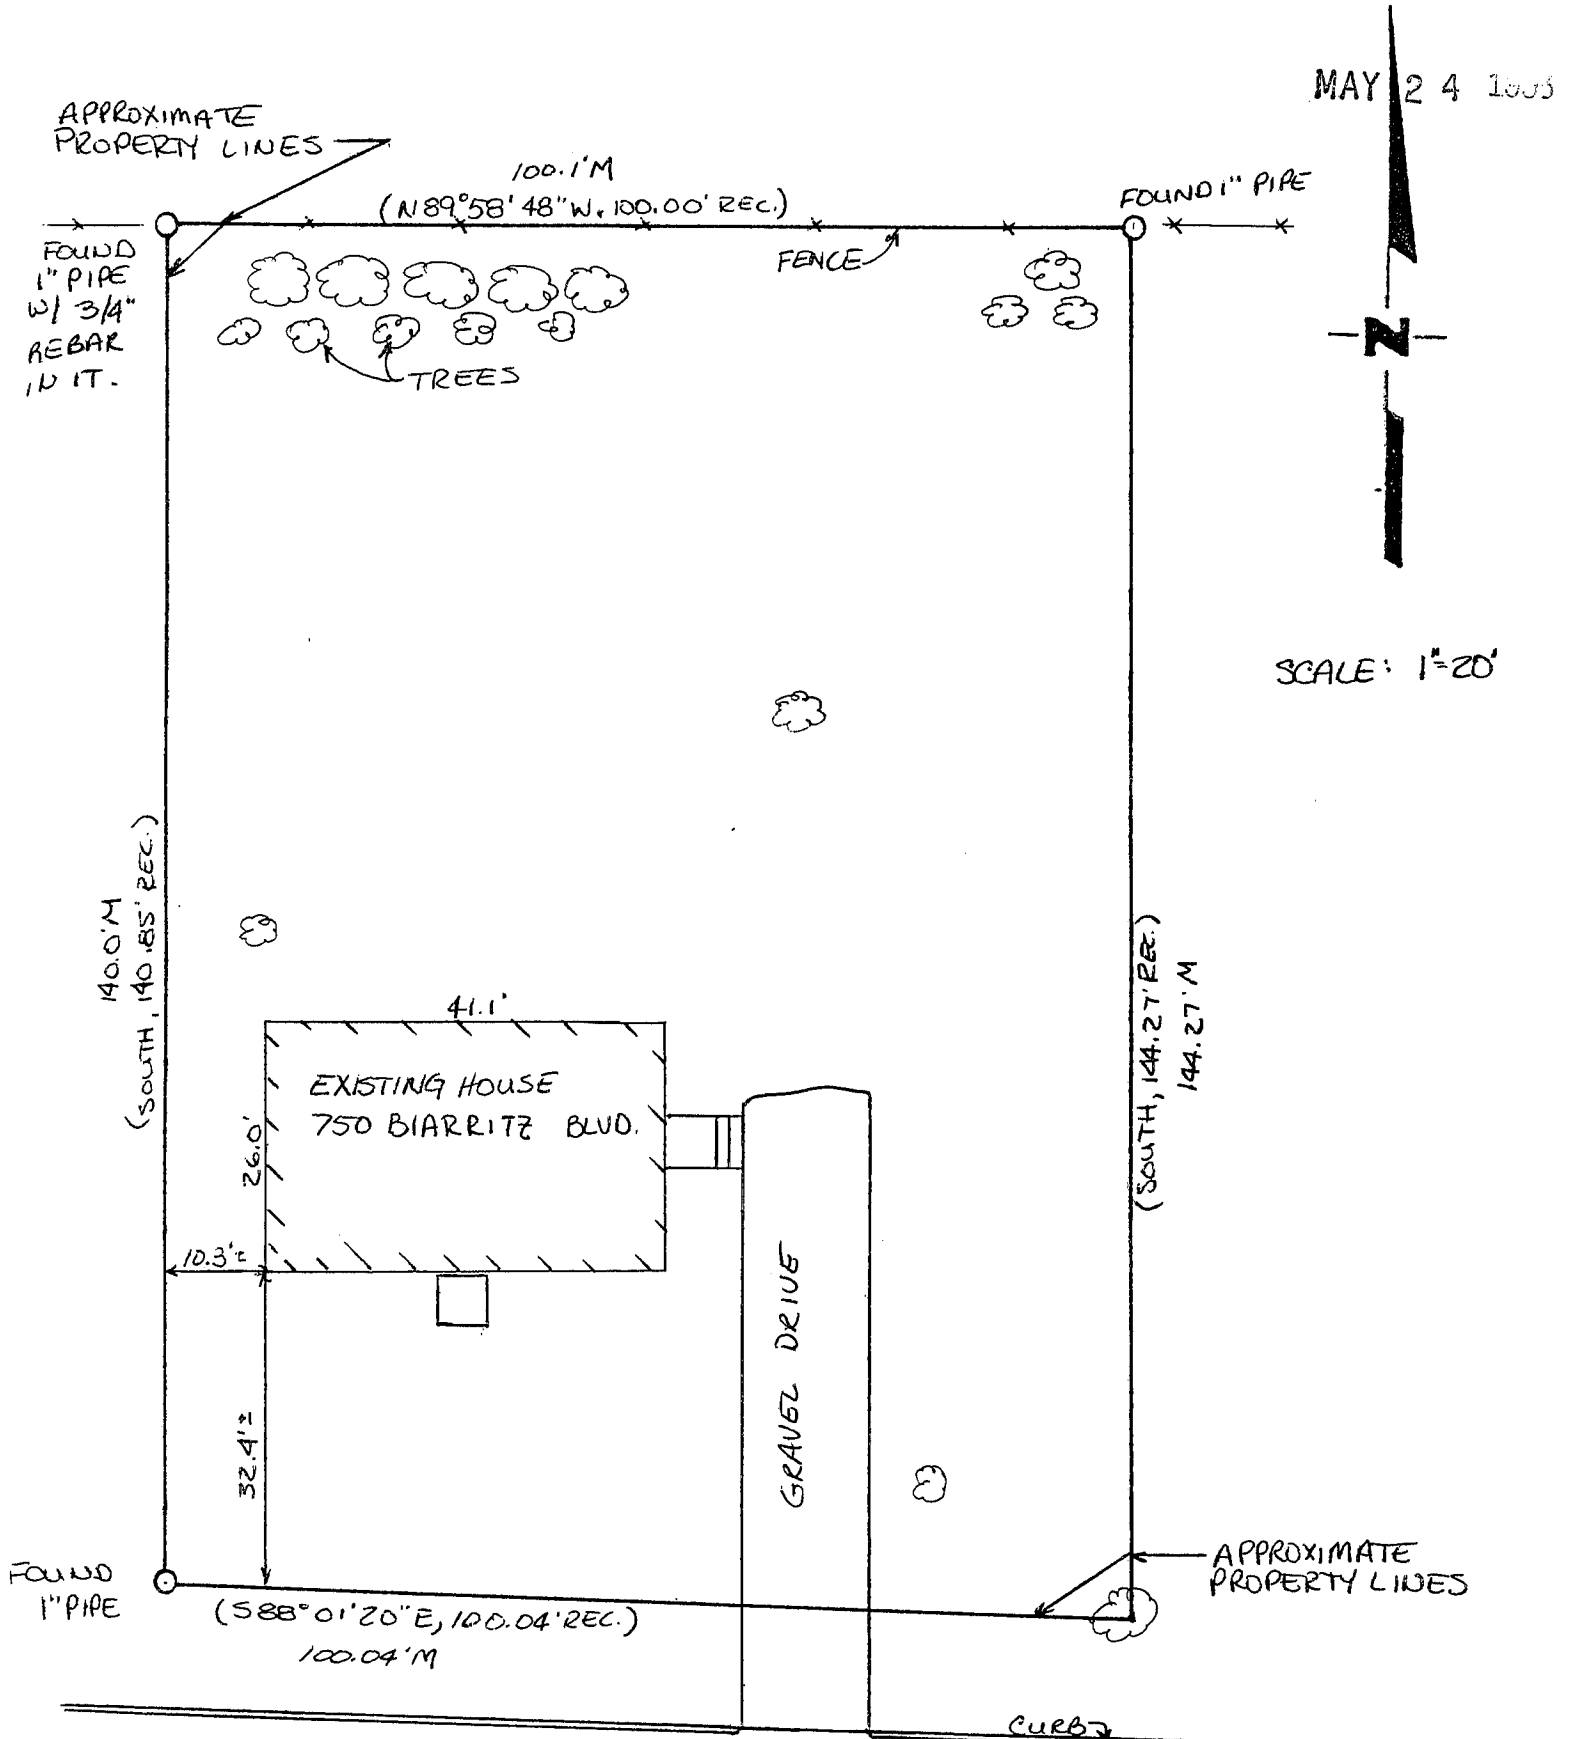 MAY 24
APPROXIMATE
PROPERTY LINES
100.1'M
(N89°58'48"W, 100.00' REC.)
FOUND 1" PIPE
FOUND
1" PIPE
W/ 3/4"
REBAR
IN IT.
FENCE
TREES
N
SCALE: 1"=20'
140.0'M
(SOUTH, 140.85' REC.)
(SOUTH, 144.27' REC.)
144.27'M
41.1'
EXISTING HOUSE
750 BIARRITZ BLVD.
26.0'
10.3'±
32.4'±
GRAVEL DRIVE
FOUND
1" PIPE
(S88°01'20"E, 100.04' REC.)
100.04'M
APPROXIMATE
PROPERTY LINES
CURB